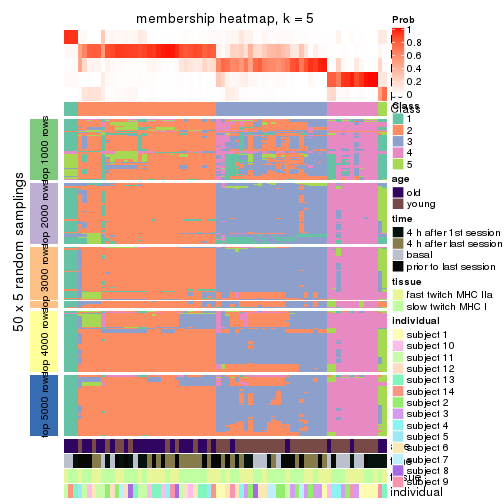 membership heatmap, k = 5
50 x 5 random samplings
top 1000 rows
top 2000 rows
top 3000 rows
top 4000 rows
top 5000 rows
Prob
1
0.8
0.6
0.4
0.2
0
Class
Class
1
2
3
4
5
age
old
young
time
4 h after 1st session
4 h after last session
basal
prior to last session
tissue
fast twitch MHC IIa
slow twitch MHC I
individual
subject 1
subject 10
subject 11
subject 12
subject 13
subject 14
subject 2
subject 3
subject 4
subject 5
subject 6
subject 7
subject 8
subject 9
individual